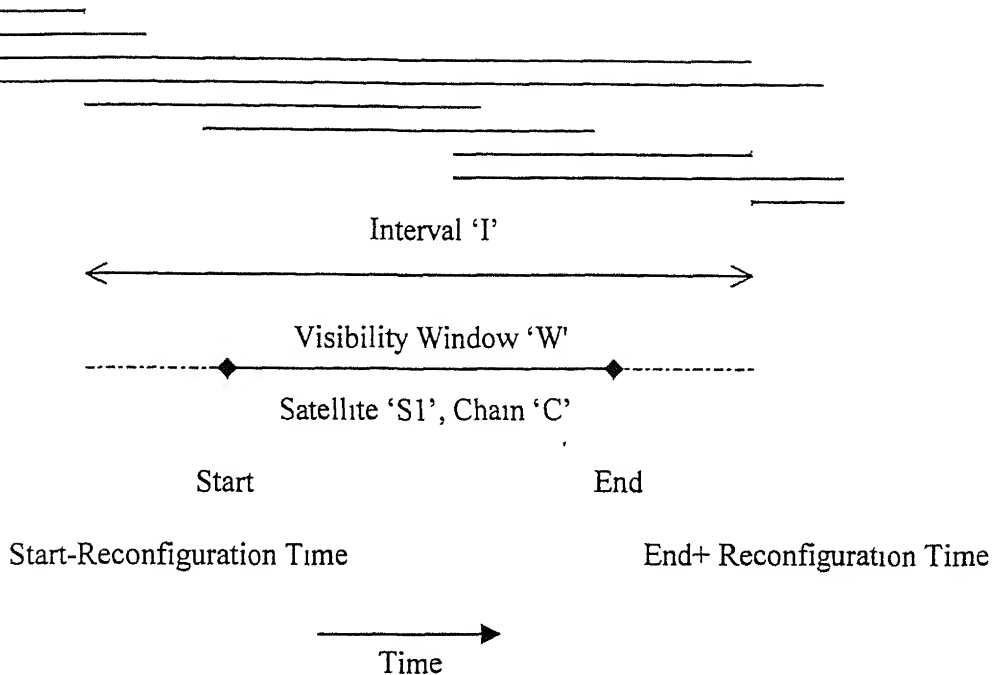 Interval ‘I’
Visibility Window ‘W'
Satellite ‘S1’, Chain ‘C’
Start
End
Start-Reconfiguration Time
End+ Reconfiguration Time
Time